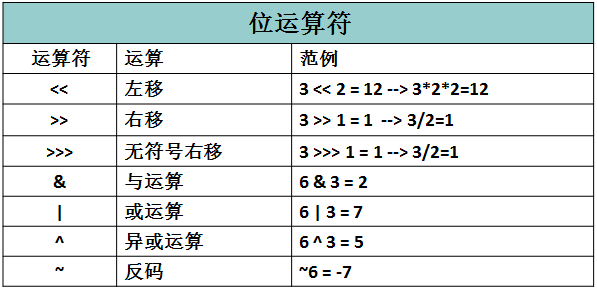 位运算符
运算符 运算 范例
<< 左移 3 << 2 = 12 --> 3*2*2=12
>> 右移 3 >> 1 = 1 --> 3/2=1
>>> 无符号右移 3 >>> 1 = 1 --> 3/2=1
& 与运算 6 & 3 = 2
| 或运算 6 | 3 = 7
^ 异或运算 6 ^ 3 = 5
~ 反码 ~6 = -7